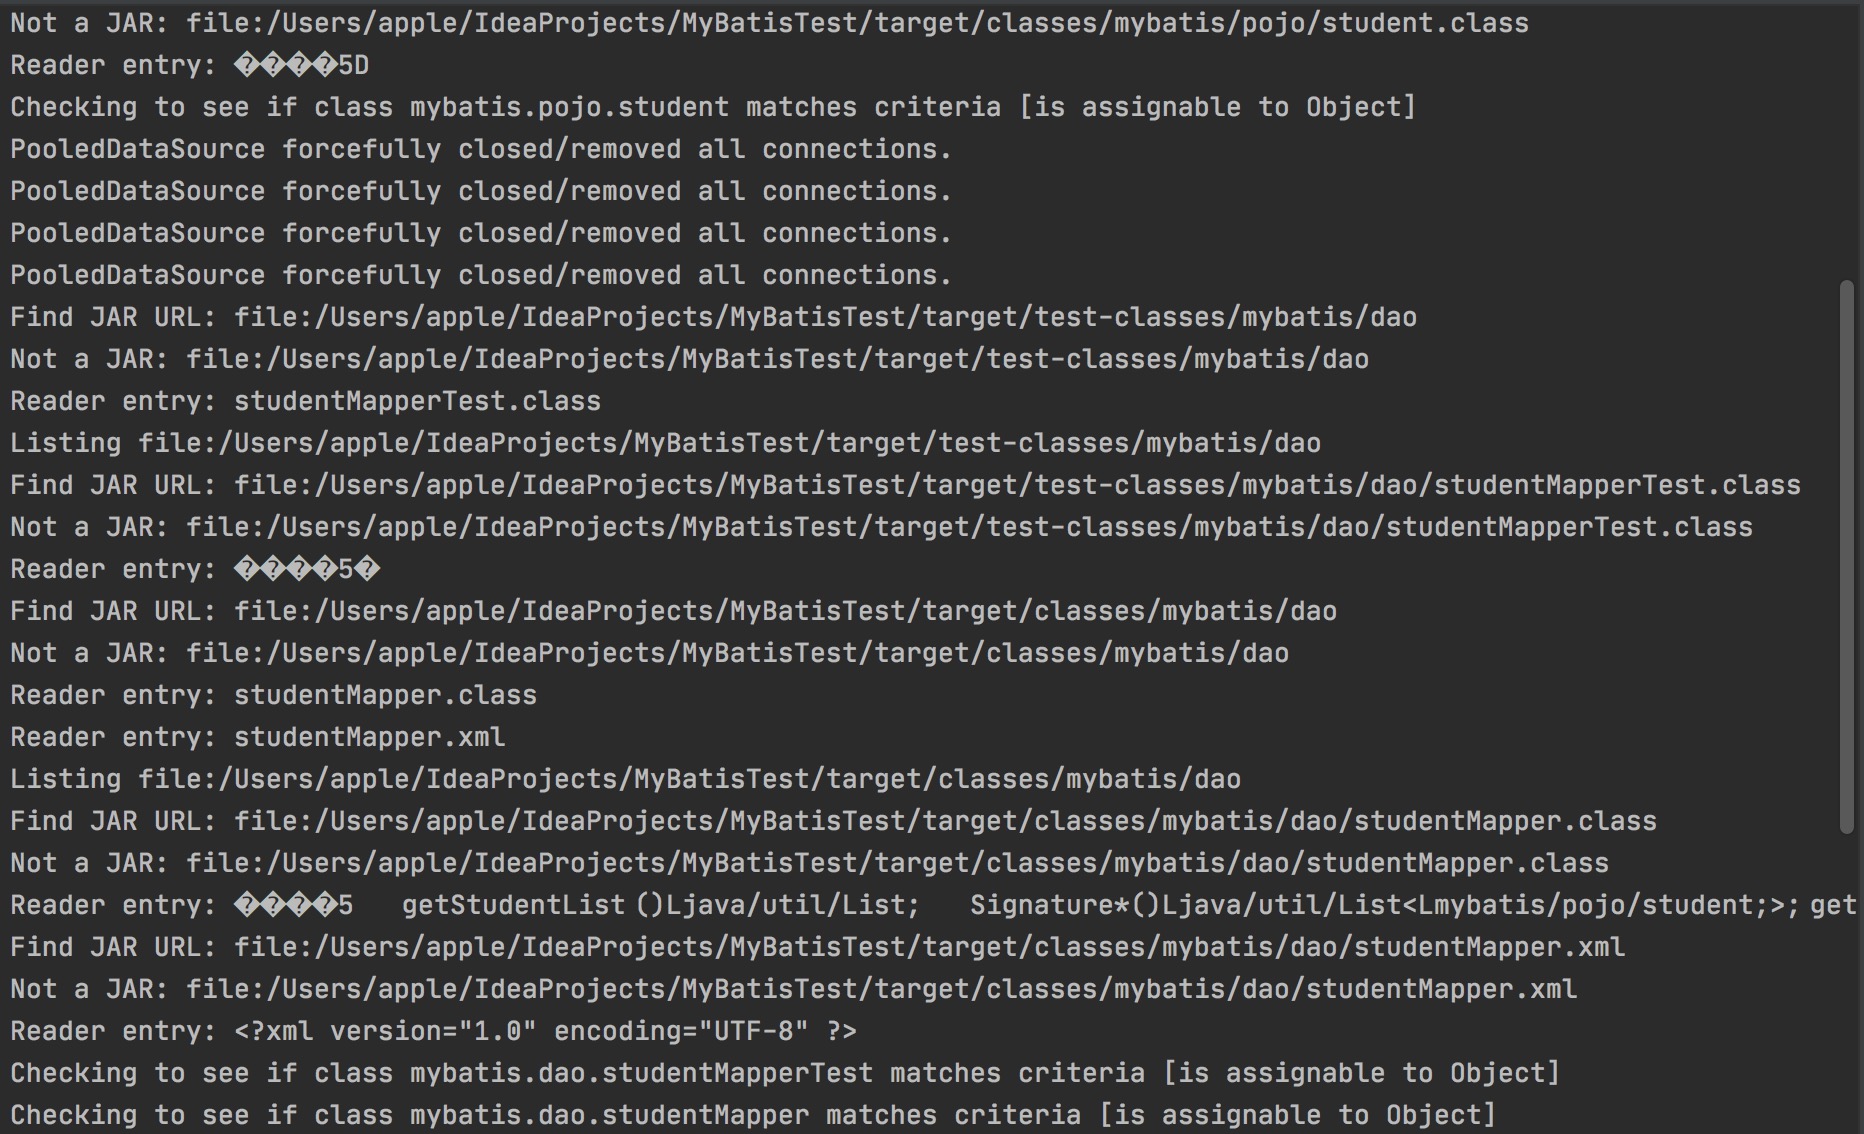 Not a JAR: file:/Users/apple/IdeaProjects/MyBatisTest/target/classes/mybatis/pojo/student.class
Reader entry: ����5D
Checking to see if class mybatis.pojo.student matches criteria [is assignable to Object]
PooledDataSource forcefully closed/removed all connections.
PooledDataSource forcefully closed/removed all connections.
PooledDataSource forcefully closed/removed all connections.
PooledDataSource forcefully closed/removed all connections.
Find JAR URL: file:/Users/apple/IdeaProjects/MyBatisTest/target/test-classes/mybatis/dao
Not a JAR: file:/Users/apple/IdeaProjects/MyBatisTest/target/test-classes/mybatis/dao
Reader entry: studentMapperTest.class
Listing file:/Users/apple/IdeaProjects/MyBatisTest/target/test-classes/mybatis/dao
Find JAR URL: file:/Users/apple/IdeaProjects/MyBatisTest/target/test-classes/mybatis/dao/studentMapperTest.class
Not a JAR: file:/Users/apple/IdeaProjects/MyBatisTest/target/test-classes/mybatis/dao/studentMapperTest.class
Reader entry: ����5�
Find JAR URL: file:/Users/apple/IdeaProjects/MyBatisTest/target/classes/mybatis/dao
Not a JAR: file:/Users/apple/IdeaProjects/MyBatisTest/target/classes/mybatis/dao
Reader entry: studentMapper.class
Reader entry: studentMapper.xml
Listing file:/Users/apple/IdeaProjects/MyBatisTest/target/classes/mybatis/dao
Find JAR URL: file:/Users/apple/IdeaProjects/MyBatisTest/target/classes/mybatis/dao/studentMapper.class
Not a JAR: file:/Users/apple/IdeaProjects/MyBatisTest/target/classes/mybatis/dao/studentMapper.class
Reader entry: ����5   getStudentList ()Ljava/util/List;   Signature*()Ljava/util/List<Lmybatis/pojo/student;>; get
Find JAR URL: file:/Users/apple/IdeaProjects/MyBatisTest/target/classes/mybatis/dao/studentMapper.xml
Not a JAR: file:/Users/apple/IdeaProjects/MyBatisTest/target/classes/mybatis/dao/studentMapper.xml
Reader entry: <?xml version="1.0" encoding="UTF-8" ?>
Checking to see if class mybatis.dao.studentMapperTest matches criteria [is assignable to Object]
Checking to see if class mybatis.dao.studentMapper matches criteria [is assignable to Object]